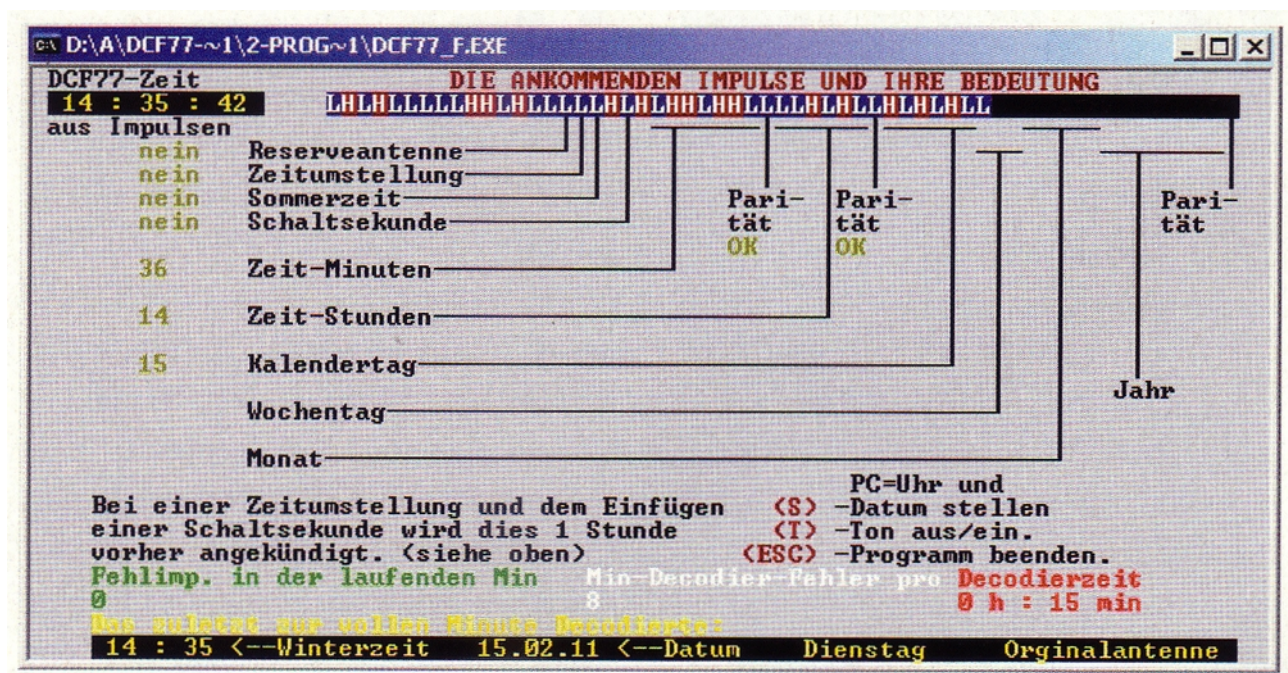 D:\A\DCF77-~1\2-PROG~1\DCF77_F.EXE
DCF77-Zeit
DIE ANKOMMENDEN IMPULSE UND IHRE BEDEUTUNG
14 : 35 : 42
LHLHLLLLLHHLHLLLLLHLHLHHLHHLLLLHLHLLHLHLHLL
aus Impulsen
nein Reserveantenne
nein Zeitumstellung
nein Sommerzeit
nein Schaltsekunde
Pari-
tät
OK
Pari-
tät
OK
Pari-
tät
36 Zeit-Minuten
14 Zeit-Stunden
15 Kalendertag
Jahr
Wochentag
Monat
PC=Uhr und
Bei einer Zeitumstellung und dem Einfügen (S) -Datum stellen
einer Schaltsekunde wird dies 1 Stunde (T) -Ton aus/ein.
vorher angekündigt. (siehe oben) (ESC) -Programm beenden.
Fehlimp. in der laufenden Min Min-Decodier-Fehler pro Decodierzeit
0 8 0 h : 15 min
Das zuletzt zur vollen Minute Decodierte:
14 : 35 <--Winterzeit 15.02.11 <--Datum Dienstag Orginalantenne